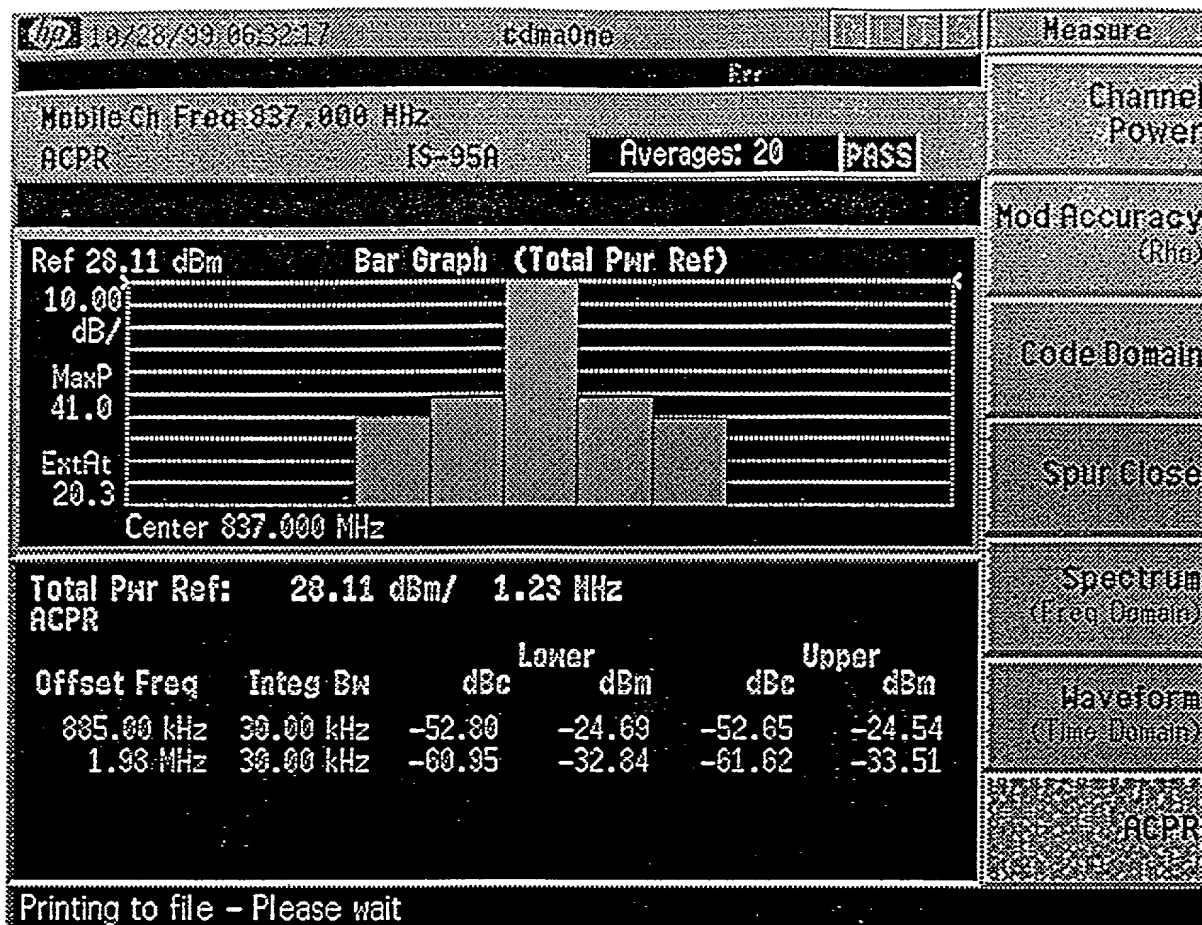 hp 10/28/99 06:32:17 cdmaOne
Err
Mobile Ch Freq 837.000 MHz
ACPR IS-95A Averages: 20 PASS
Ref 28.11 dBm Bar Graph (Total Pwr Ref)
10.00
dB/
MaxP
41.0
ExtAt
20.3
Center 837.000 MHz
Total Pwr Ref: 28.11 dBm/ 1.23 MHz
ACPR
Lower Upper
Offset Freq Integ Bw dBc dBm dBc dBm
885.00 kHz 30.00 kHz -52.80 -24.69 -52.65 -24.54
1.98 MHz 30.00 kHz -60.95 -32.84 -61.62 -33.51
Printing to file - Please wait
Measure
Channel
Power
Mod Accuracy
(Rho)
Code Domain
Spur Close
Spectrum
(Freq Domain)
Waveform
(Time Domain)
ACPR